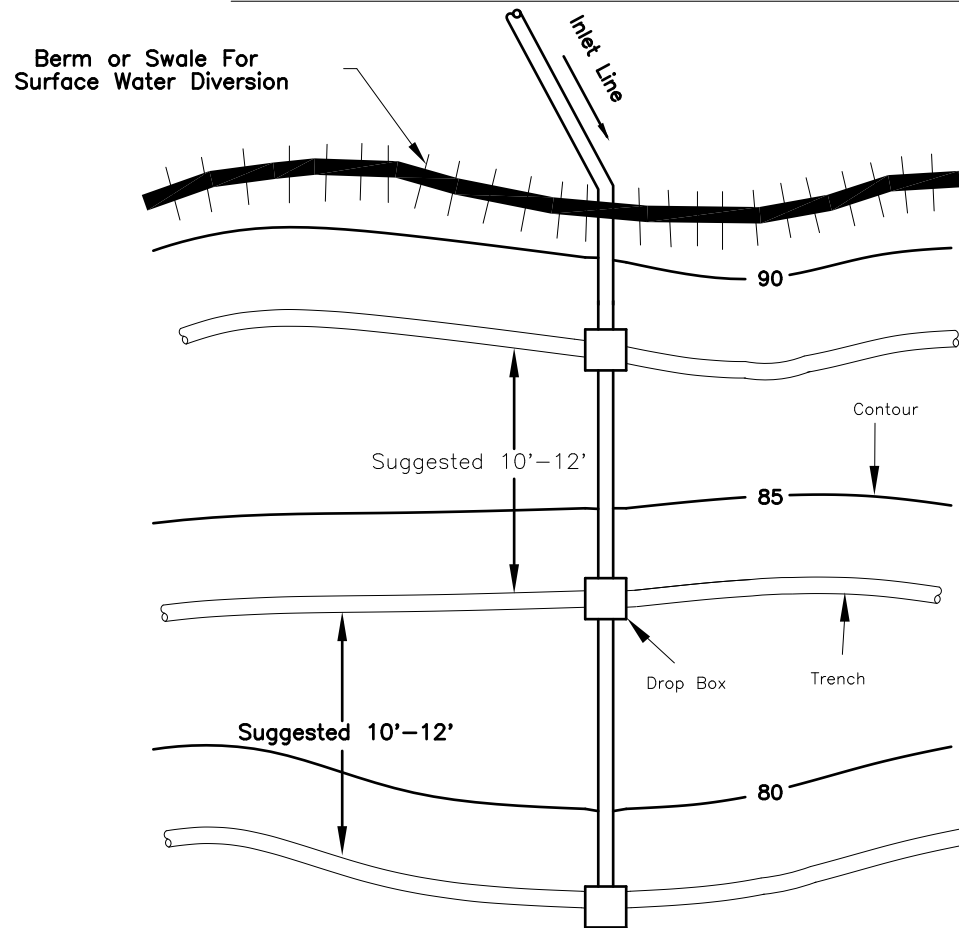 Berm or Swale For
Surface Water Diversion
Inlet Line
90
Contour
Suggested 10'-12'
85
Drop Box
Trench
Suggested 10'-12'
80